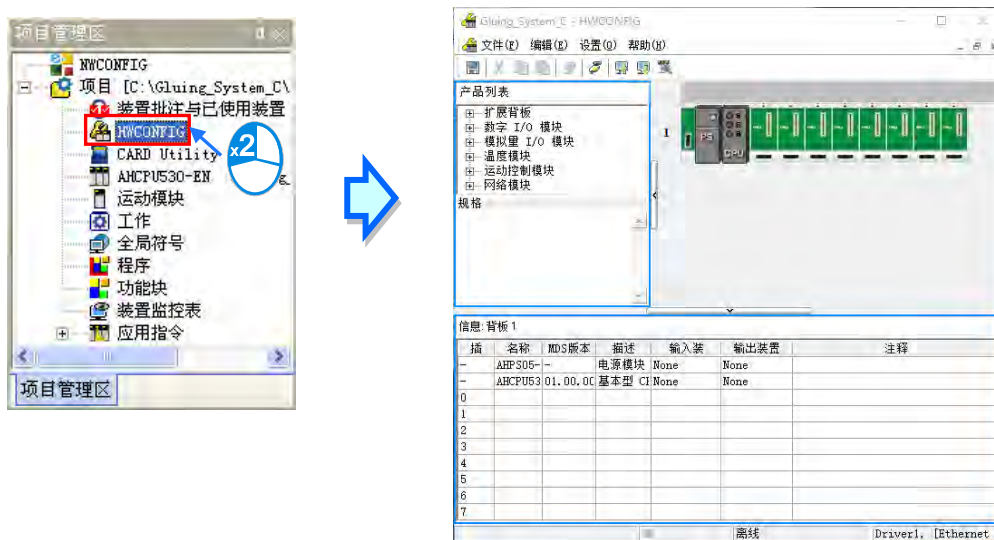 项目管理区
NWCONFIG
项目 [C:\Gluing_System_C\
装置批注与已使用装置
HWCONFIG
x2
CARD Utility
AHCPU530-EN
运动模块
工作
全局符号
程序
功能块
装置监控表
应用指令
项目管理区
Gluing_System_C - HWCONFIG
文件(F) 编辑(E) 设置(O) 帮助(H)
产品列表
扩展背板
数字 I/O 模块
模拟量 I/O 模块
温度模块
运动控制模块
网络模块
规格
1
PS
CPU
信息:背板 1
插 名称 MDS版本 描述 输入装 输出装置 注释
- AHPS05- - 电源模块 None None
- AHCPU53 01.00.00 基本型 CI None None
0
1
2
3
4
5
6
7
离线 Driver1, [Ethernet